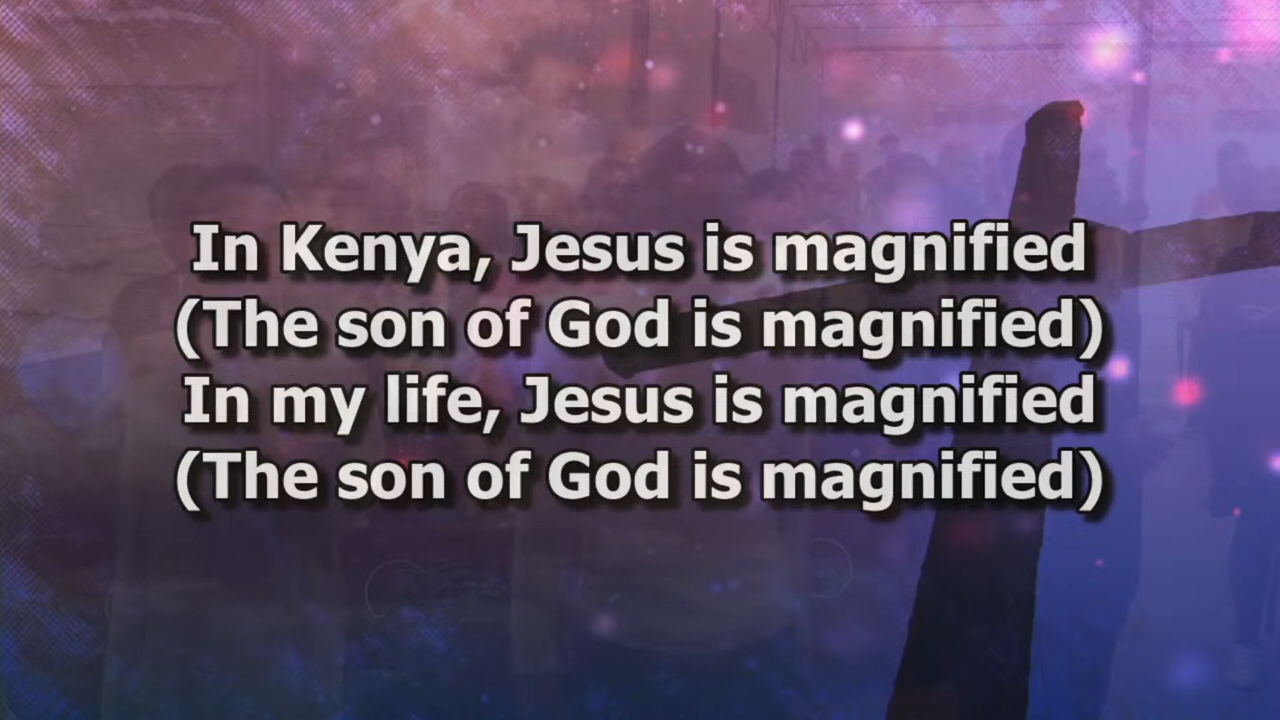 In Kenya, Jesus is magnified
(The son of God is magnified)
In my life, Jesus is magnified
(The son of God is magnified)